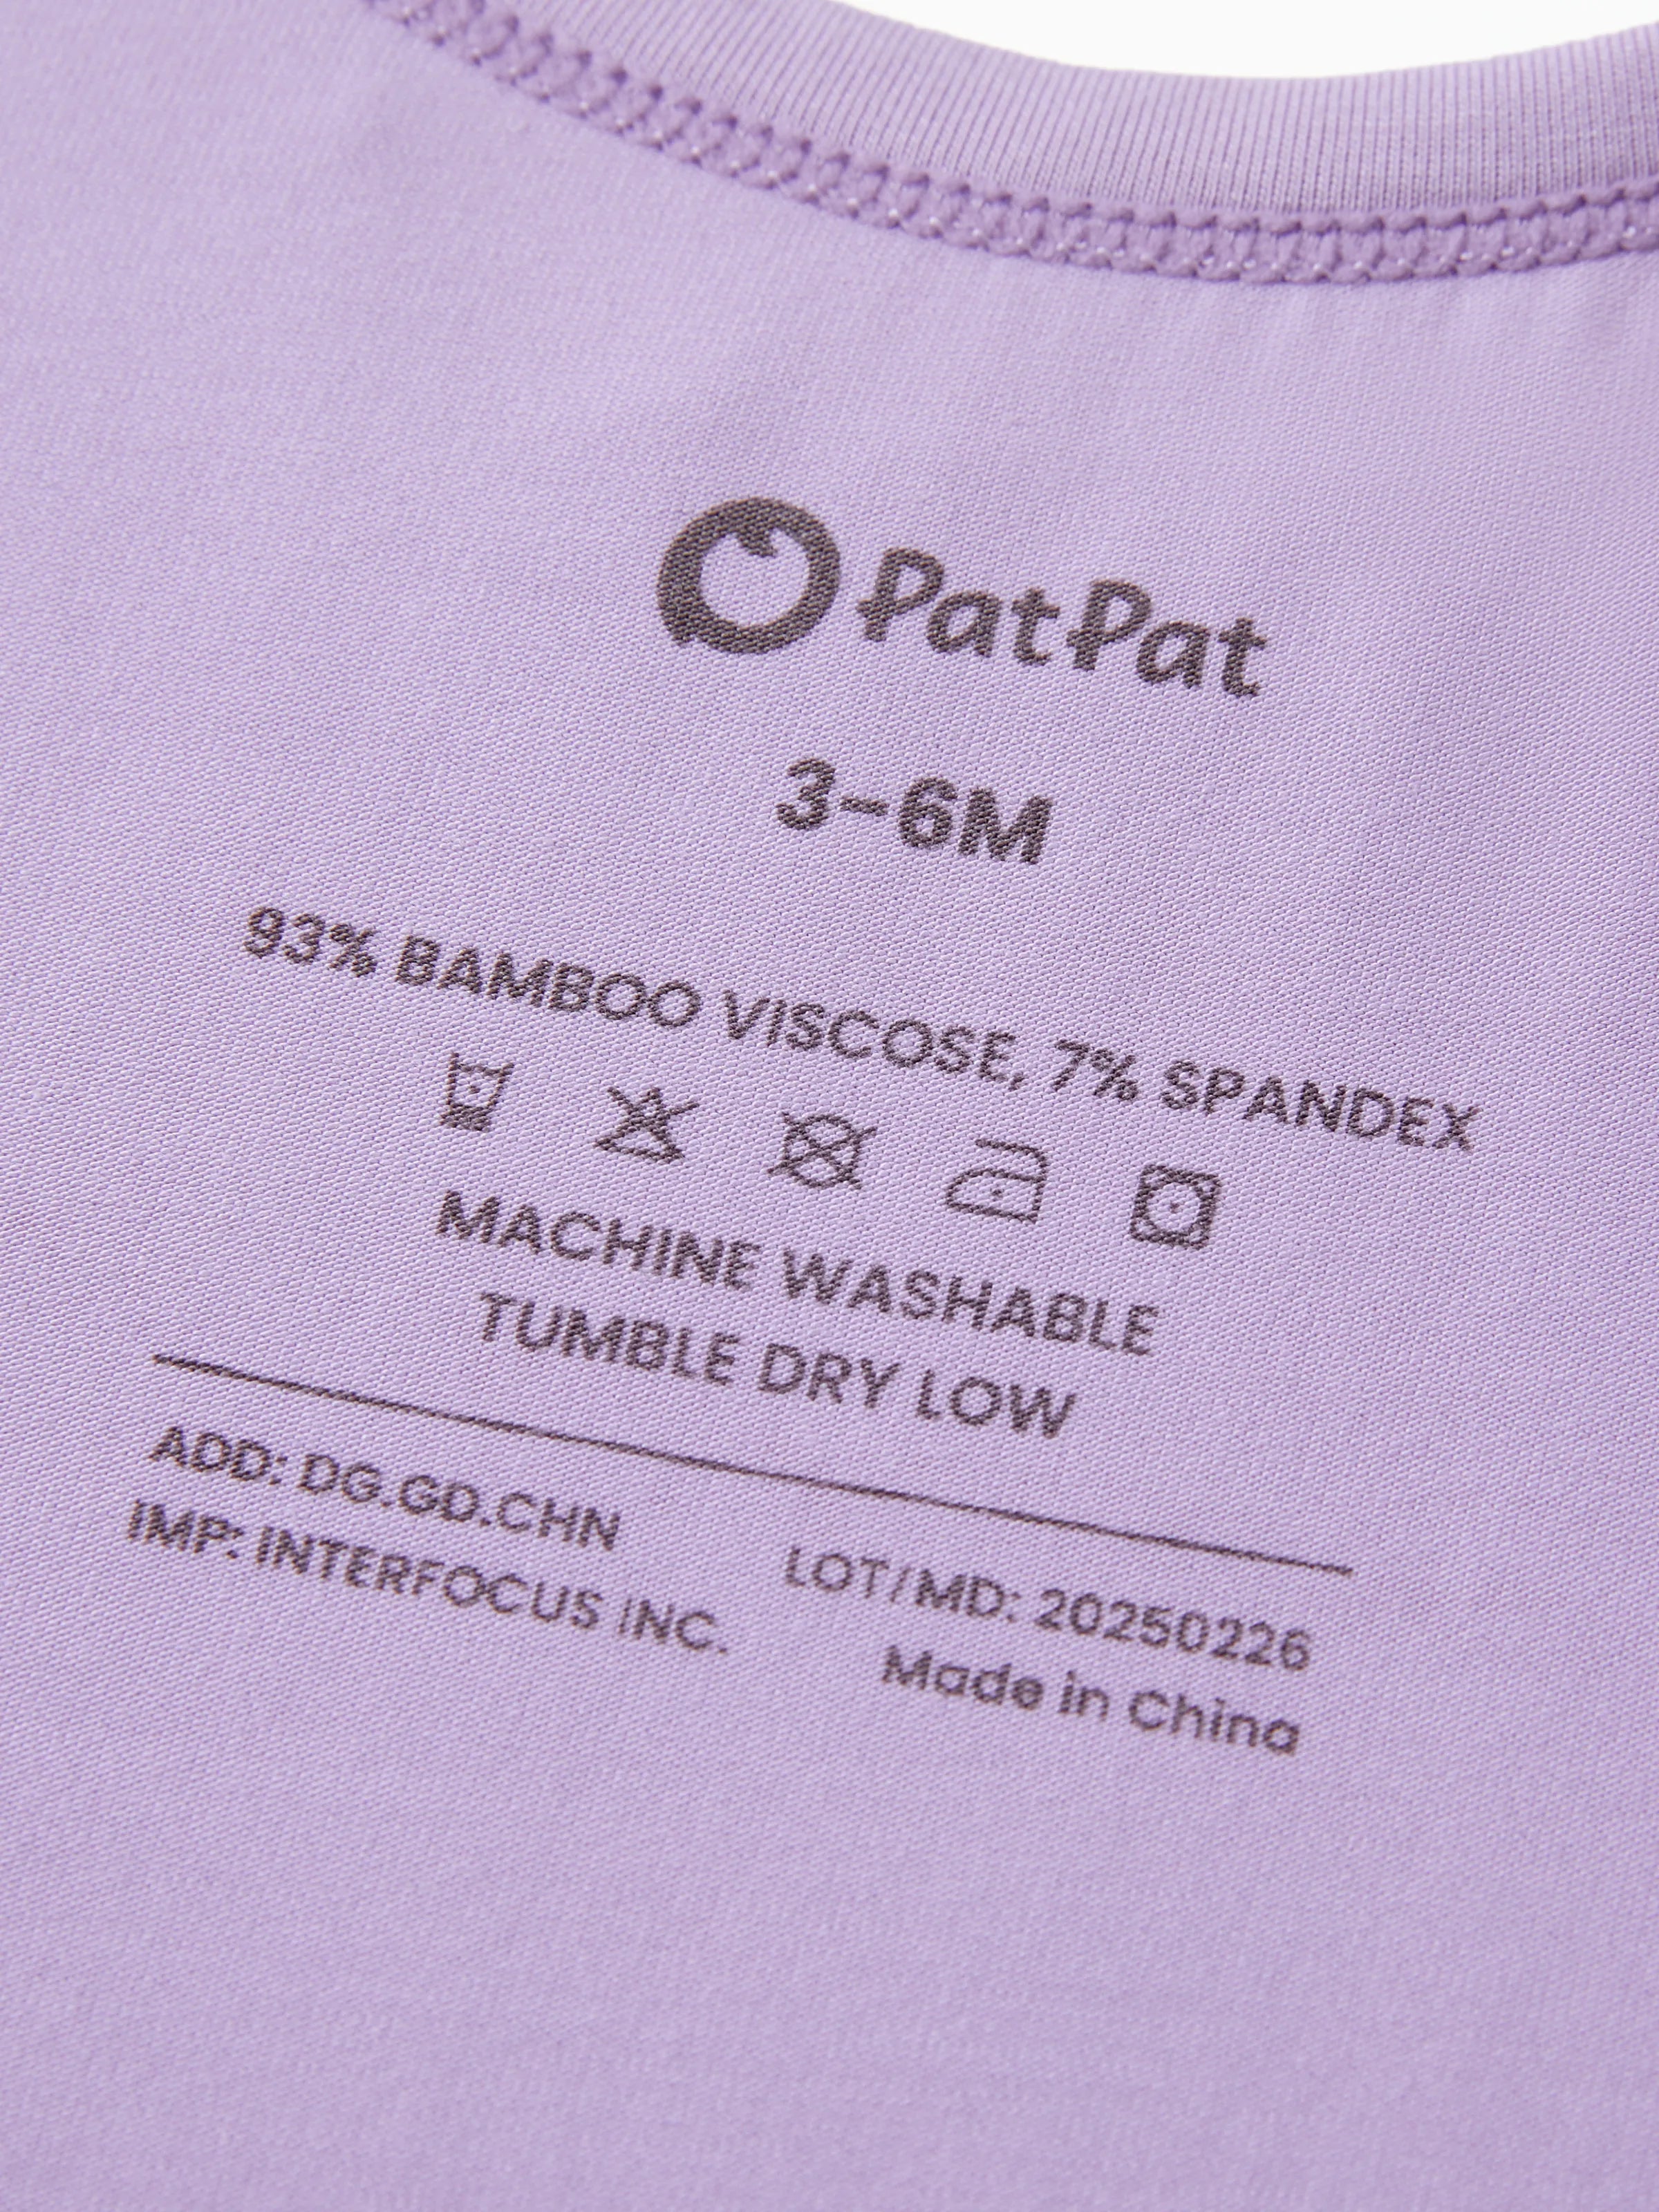 PatPat
3-6M
93% BAMBOO VISCOSE, 7% SPANDEX
MACHINE WASHABLE
TUMBLE DRY LOW
ADD: DG.GD.CHN
IMP: INTERFOCUS INC.
LOT/MD: 20250226
Made in China